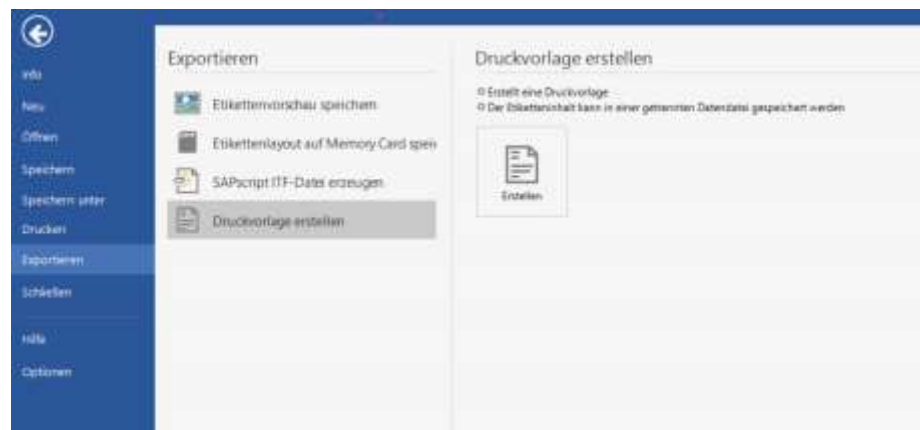 Info
Neu
Öffnen
Speichern
Speichern unter
Drucken
Exportieren
Schließen
Hilfe
Optionen
Exportieren
Etikettenvorschau speichern
Etikettenlayout auf Memory Card speic
SAPscript ITF-Datei erzeugen
Druckvorlage erstellen
Druckvorlage erstellen
Erstellt eine Druckvorlage
Der Etiketteninhalt kann in einer getrennten Datendatei gespeichert werden
Erstellen